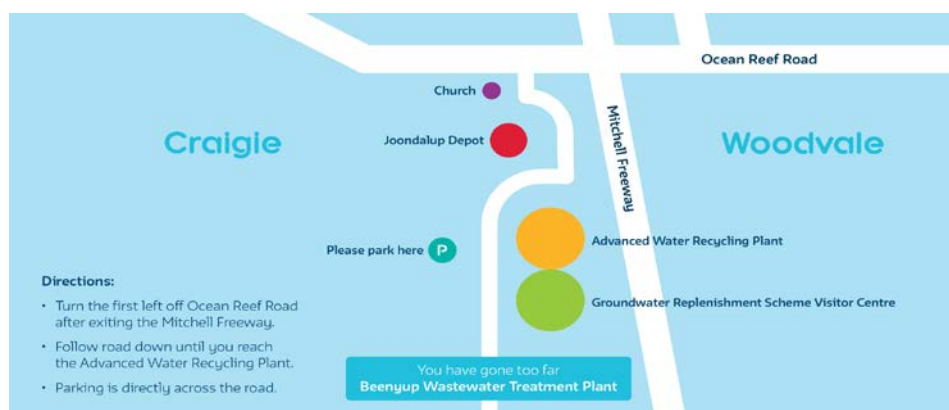 Ocean Reef Road
Church
Craigie
Joondalup Depot
Mitchell Freeway
Woodvale
Please park here
P
Advanced Water Recycling Plant
Groundwater Replenishment Scheme Visitor Centre
Directions:
• Turn the first left off Ocean Reef Road
after exiting the Mitchell Freeway.
• Follow road down until you reach
the Advanced Water Recycling Plant.
• Parking is directly across the road.
You have gone too far
Beenyup Wastewater Treatment Plant